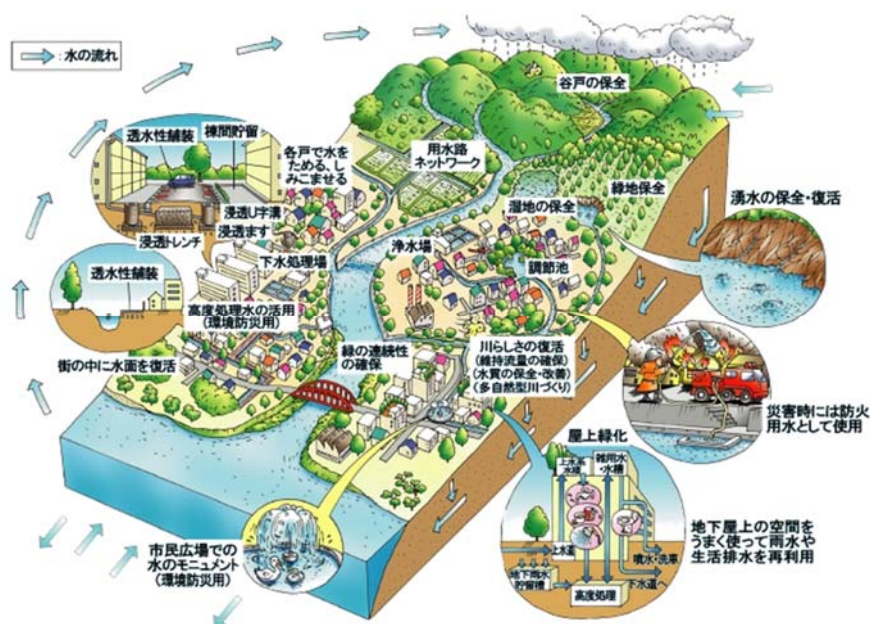 :水の流れ
谷戸の保全
透水性舗装
棟間貯留
各戸で水を
ためる、し
みこませる
用水路
ネットワーク
緑地保全
湧水の保全・復活
湿地の保全
浸透U字溝
浸透ます
浸透トレンチ
下水処理場
浄水場
調節池
透水性舗装
高度処理水の活用
(環境防災用)
街の中に水面を復活
緑の連続性
の確保
川らしさの復活
(維持流量の確保)
(水質の保全・改善)
(多自然型川づくり)
災害時には防火
用水として使用
屋上緑化
上水系
水槽
雑用水
・水槽
上水道
地下雨水
貯留槽
高度処理
噴水・洗車
下水道へ
地下屋上の空間を
うまく使って雨水や
生活排水を再利用
市民広場での
水のモニュメント
(環境防災用)